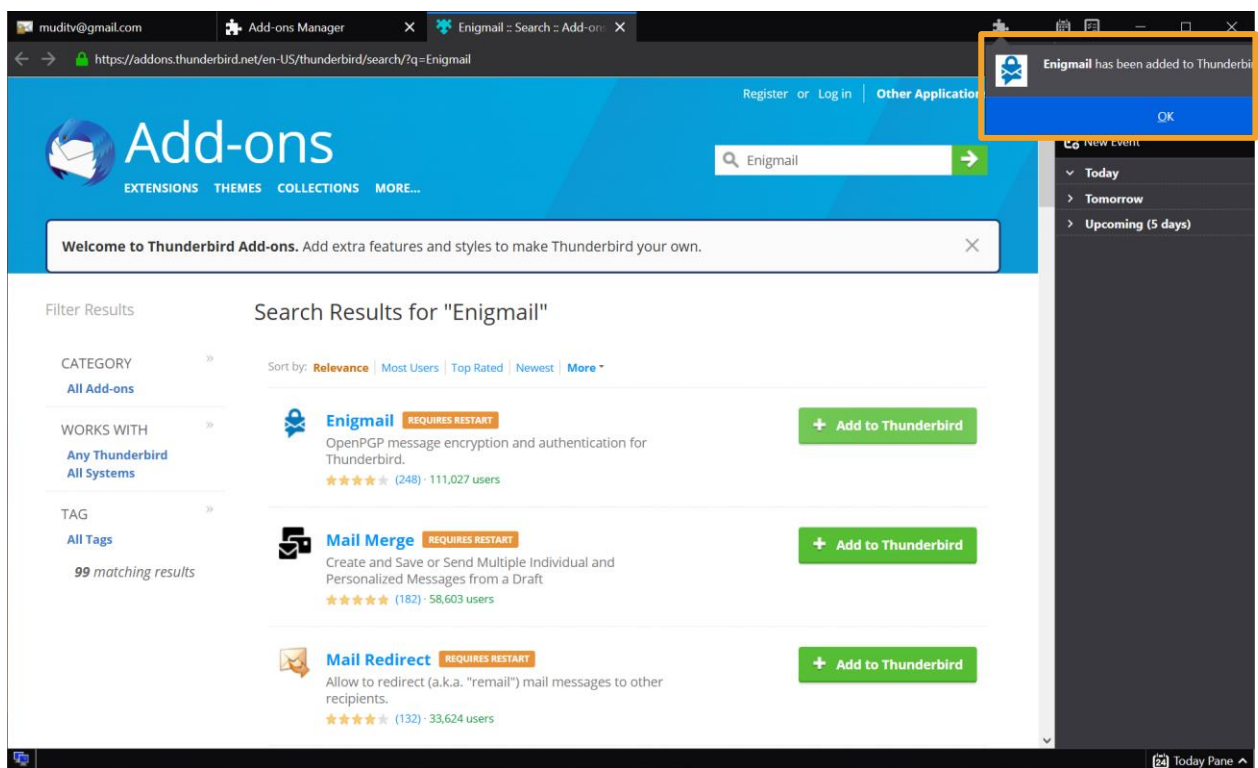 muditv@gmail.com
Add-ons Manager
Enigmail :: Search :: Add-on
https://addons.thunderbird.net/en-US/thunderbird/search/?q=Enigmail
Enigmail has been added to Thunderbi
OK
Register or Log in | Other Application
Add-ons
EXTENSIONS THEMES COLLECTIONS MORE...
Enigmail
New Event
Today
Tomorrow
Upcoming (5 days)
Welcome to Thunderbird Add-ons. Add extra features and styles to make Thunderbird your own.
Filter Results
CATEGORY
All Add-ons
WORKS WITH
Any Thunderbird
All Systems
TAG
All Tags
99 matching results
Search Results for "Enigmail"
Sort by: Relevance | Most Users | Top Rated | Newest | More
Enigmail REQUIRES RESTART
OpenPGP message encryption and authentication for
Thunderbird.
(248) · 111,027 users
+ Add to Thunderbird
Mail Merge REQUIRES RESTART
Create and Save or Send Multiple Individual and
Personalized Messages from a Draft
(182) · 58,603 users
+ Add to Thunderbird
Mail Redirect REQUIRES RESTART
Allow to redirect (a.k.a. "remail") mail messages to other
recipients.
(132) · 33,624 users
+ Add to Thunderbird
24 Today Pane